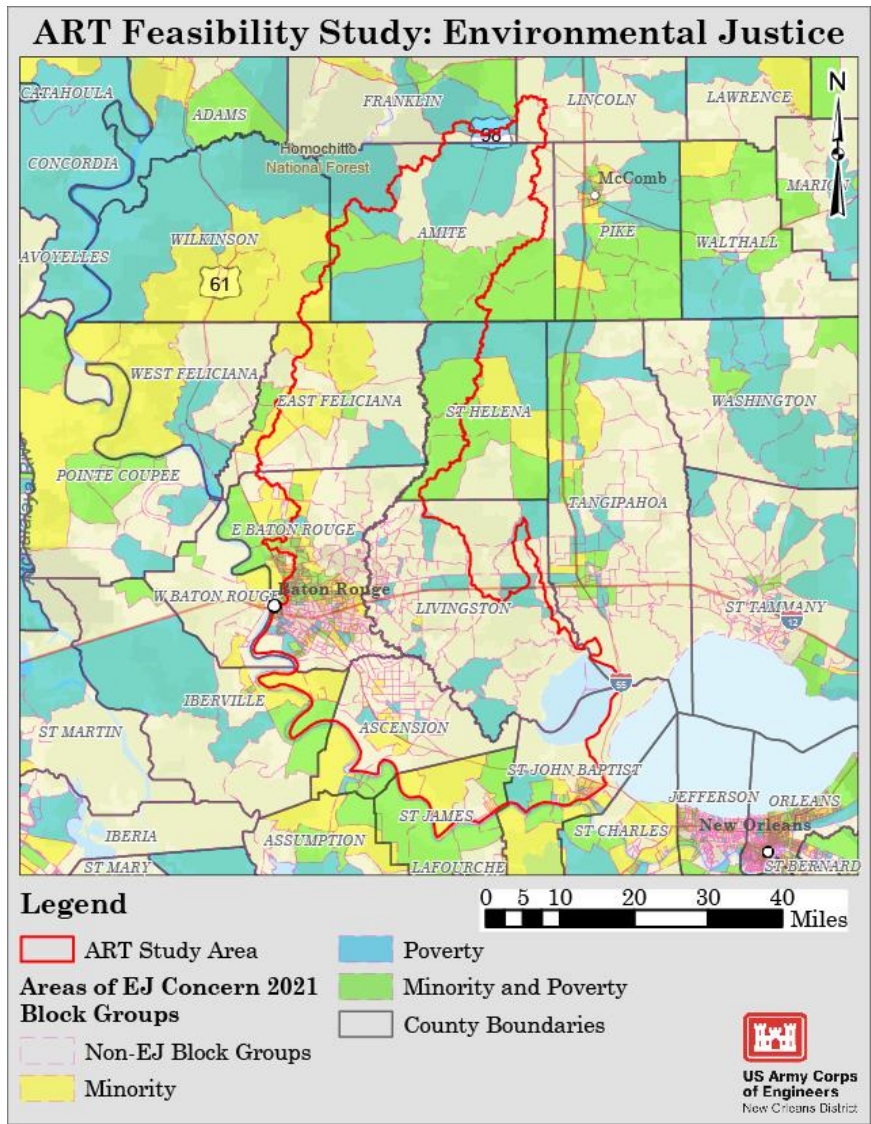 ART Feasibility Study: Environmental Justice
CATAHOULA
ADAMS
FRANKLIN
LINCOLN
LAWRENCE
N
98
CONCORDIA
Homochitto
National Forest
McComb
MARION
AVOYELLES
WILKINSON
AMITE
PIKE
WALTHALL
61
WEST FELICIANA
EAST FELICIANA
ST HELENA
WASHINGTON
POINTE COUPEE
TANGIPAHOA
E BATON ROUGE
Baton Rouge
W. BATON ROUGE
LIVINGSTON
ST TAMMANY
12
55
IBERVILLE
ST MARTIN
ASCENSION
ST JOHN BAPTIST
JEFFERSON
ORLEANS
ST JAMES
New Orleans
IBERIA
ASSUMPTION
ST CHARLES
ST MARY
LAFOURCHE
ST BERNARD
Legend
0 5 10 20 30 40
Miles
ART Study Area
Areas of EJ Concern 2021
Block Groups
Non-EJ Block Groups
Minority
Poverty
Minority and Poverty
County Boundaries
US Army Corps
of Engineers
New Orleans District